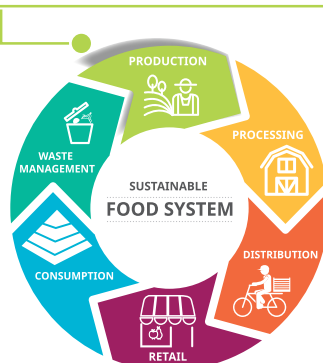 PRODUCTION
PROCESSING
WASTE
MANAGEMENT
SUSTAINABLE
FOOD SYSTEM
DISTRIBUTION
CONSUMPTION
RETAIL